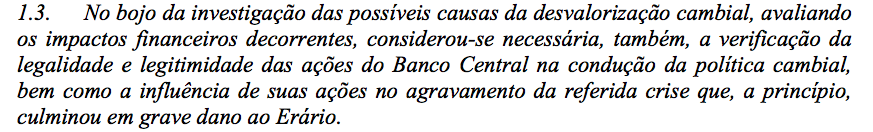 1.3. No bojo da investigação das possíveis causas da desvalorização cambial, avaliando
os impactos financeiros decorrentes, considerou-se necessária, também, a verificação da
legalidade e legitimidade das ações do Banco Central na condução da política cambial,
bem como a influência de suas ações no agravamento da referida crise que, a princípio,
culminou em grave dano ao Erário.